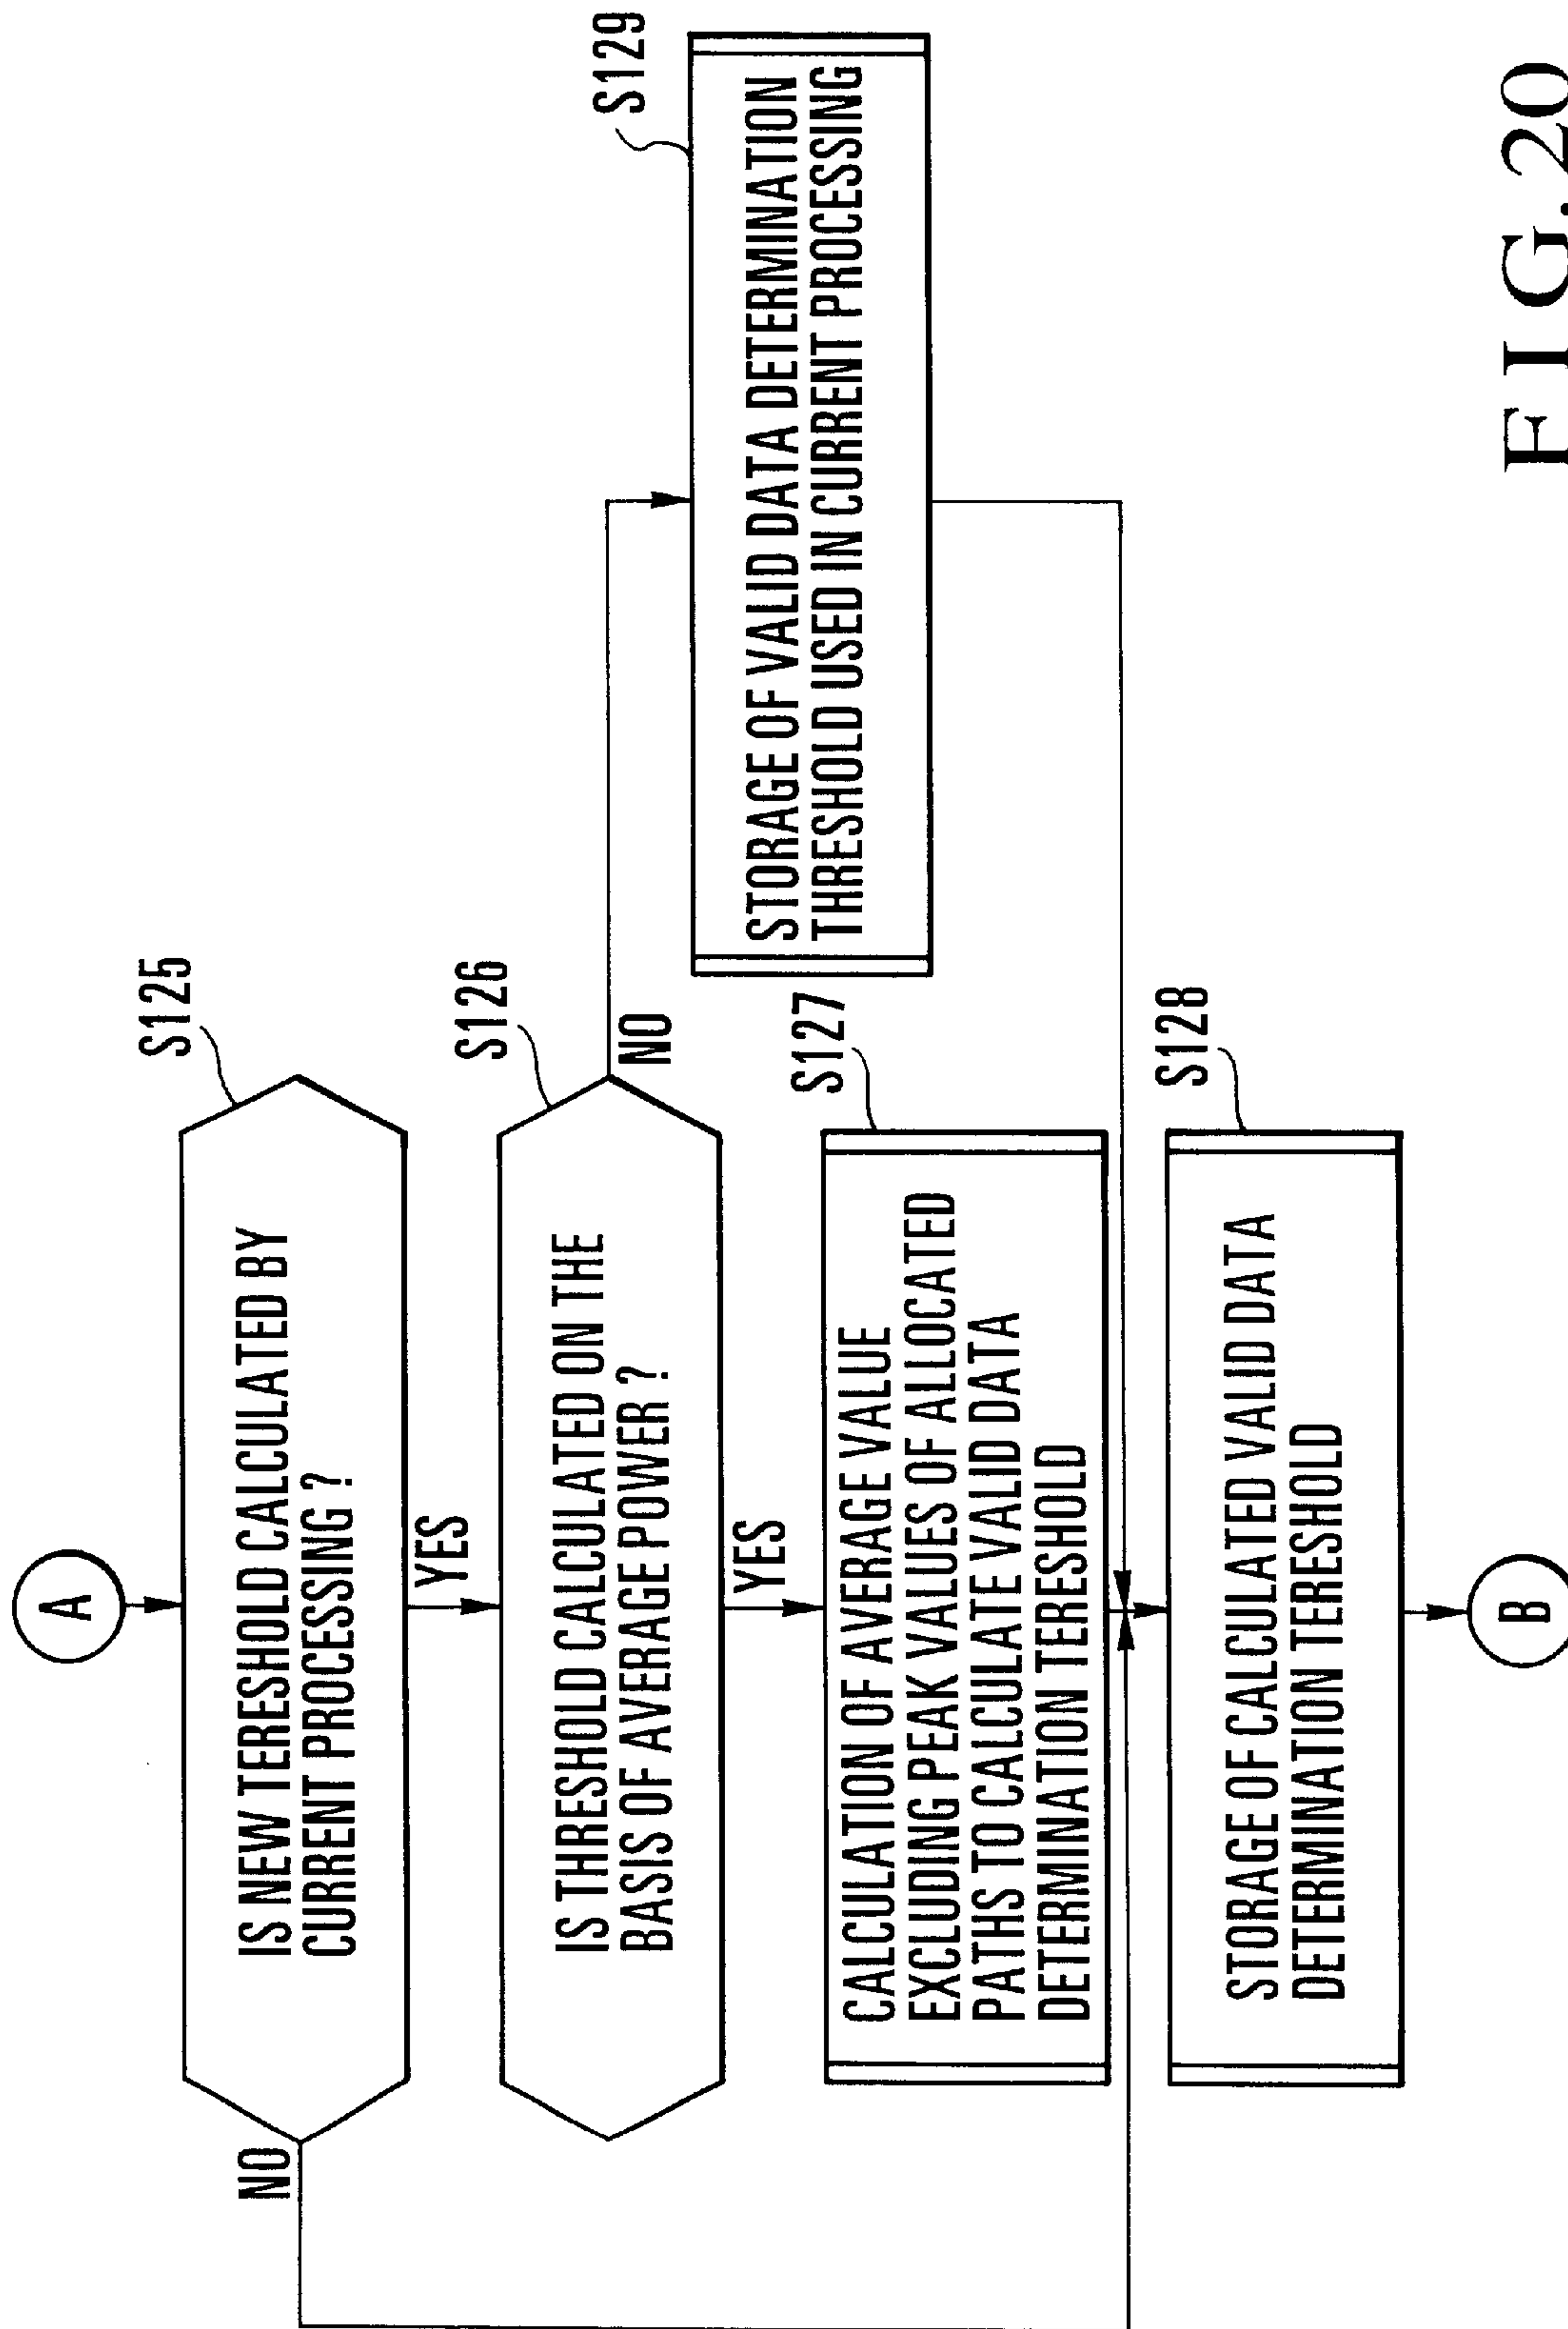 A
S125
IS NEW TERESHOLD CALCULATED BY
CURRENT PROCESSING ?
NO
YES
S126
IS THRESHOLD CALCULATED ON THE
BASIS OF AVERAGE POWER ?
NO
YES
S129
STORAGE OF VALID DATA DETERMINATION
THRESHOLD USED IN CURRENT PROCESSING
S127
CALCULATION OF AVERAGE VALUE
EXCLUDING PEAK VALUES OF ALLOCATED
PATHS TO CALCULATE VALID DATA
DETERMINATION TERESHOLD
S128
STORAGE OF CALCULATED VALID DATA
DETERMINATION TERESHOLD
B
FIG.20